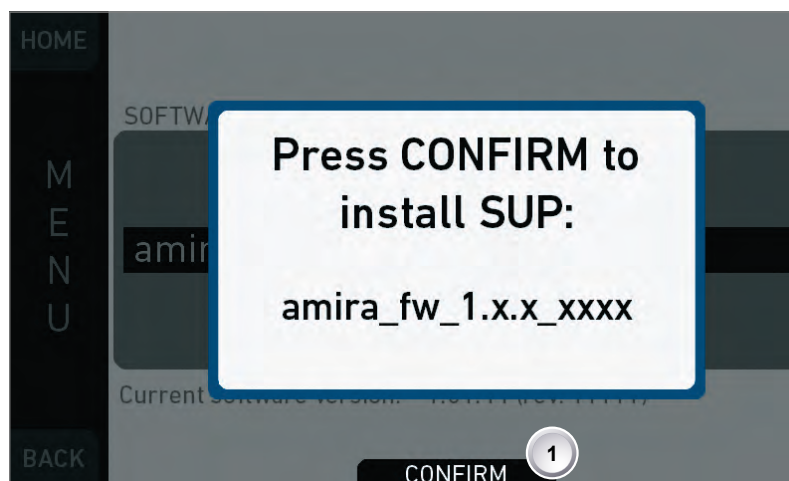 HOME
SOFTW
Press CONFIRM to
install SUP:
M
E
N
U
amir
amira_fw_1.x.x_xxxx
Current
BACK
CONFIRM
1